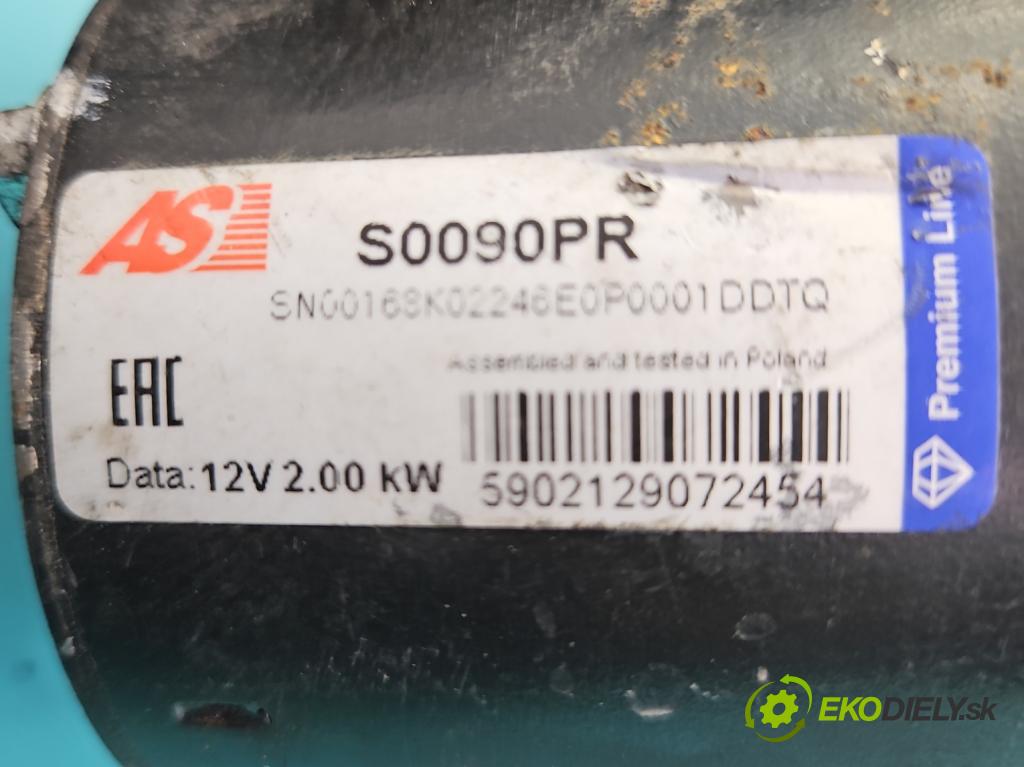 AS
S0090PR
SN00168K02246E0P0001DDTQ
Assembled and tested in Poland
EAC
Data: 12V 2.00 kW
5902129072454
Premium Line
EKODIELY.sk